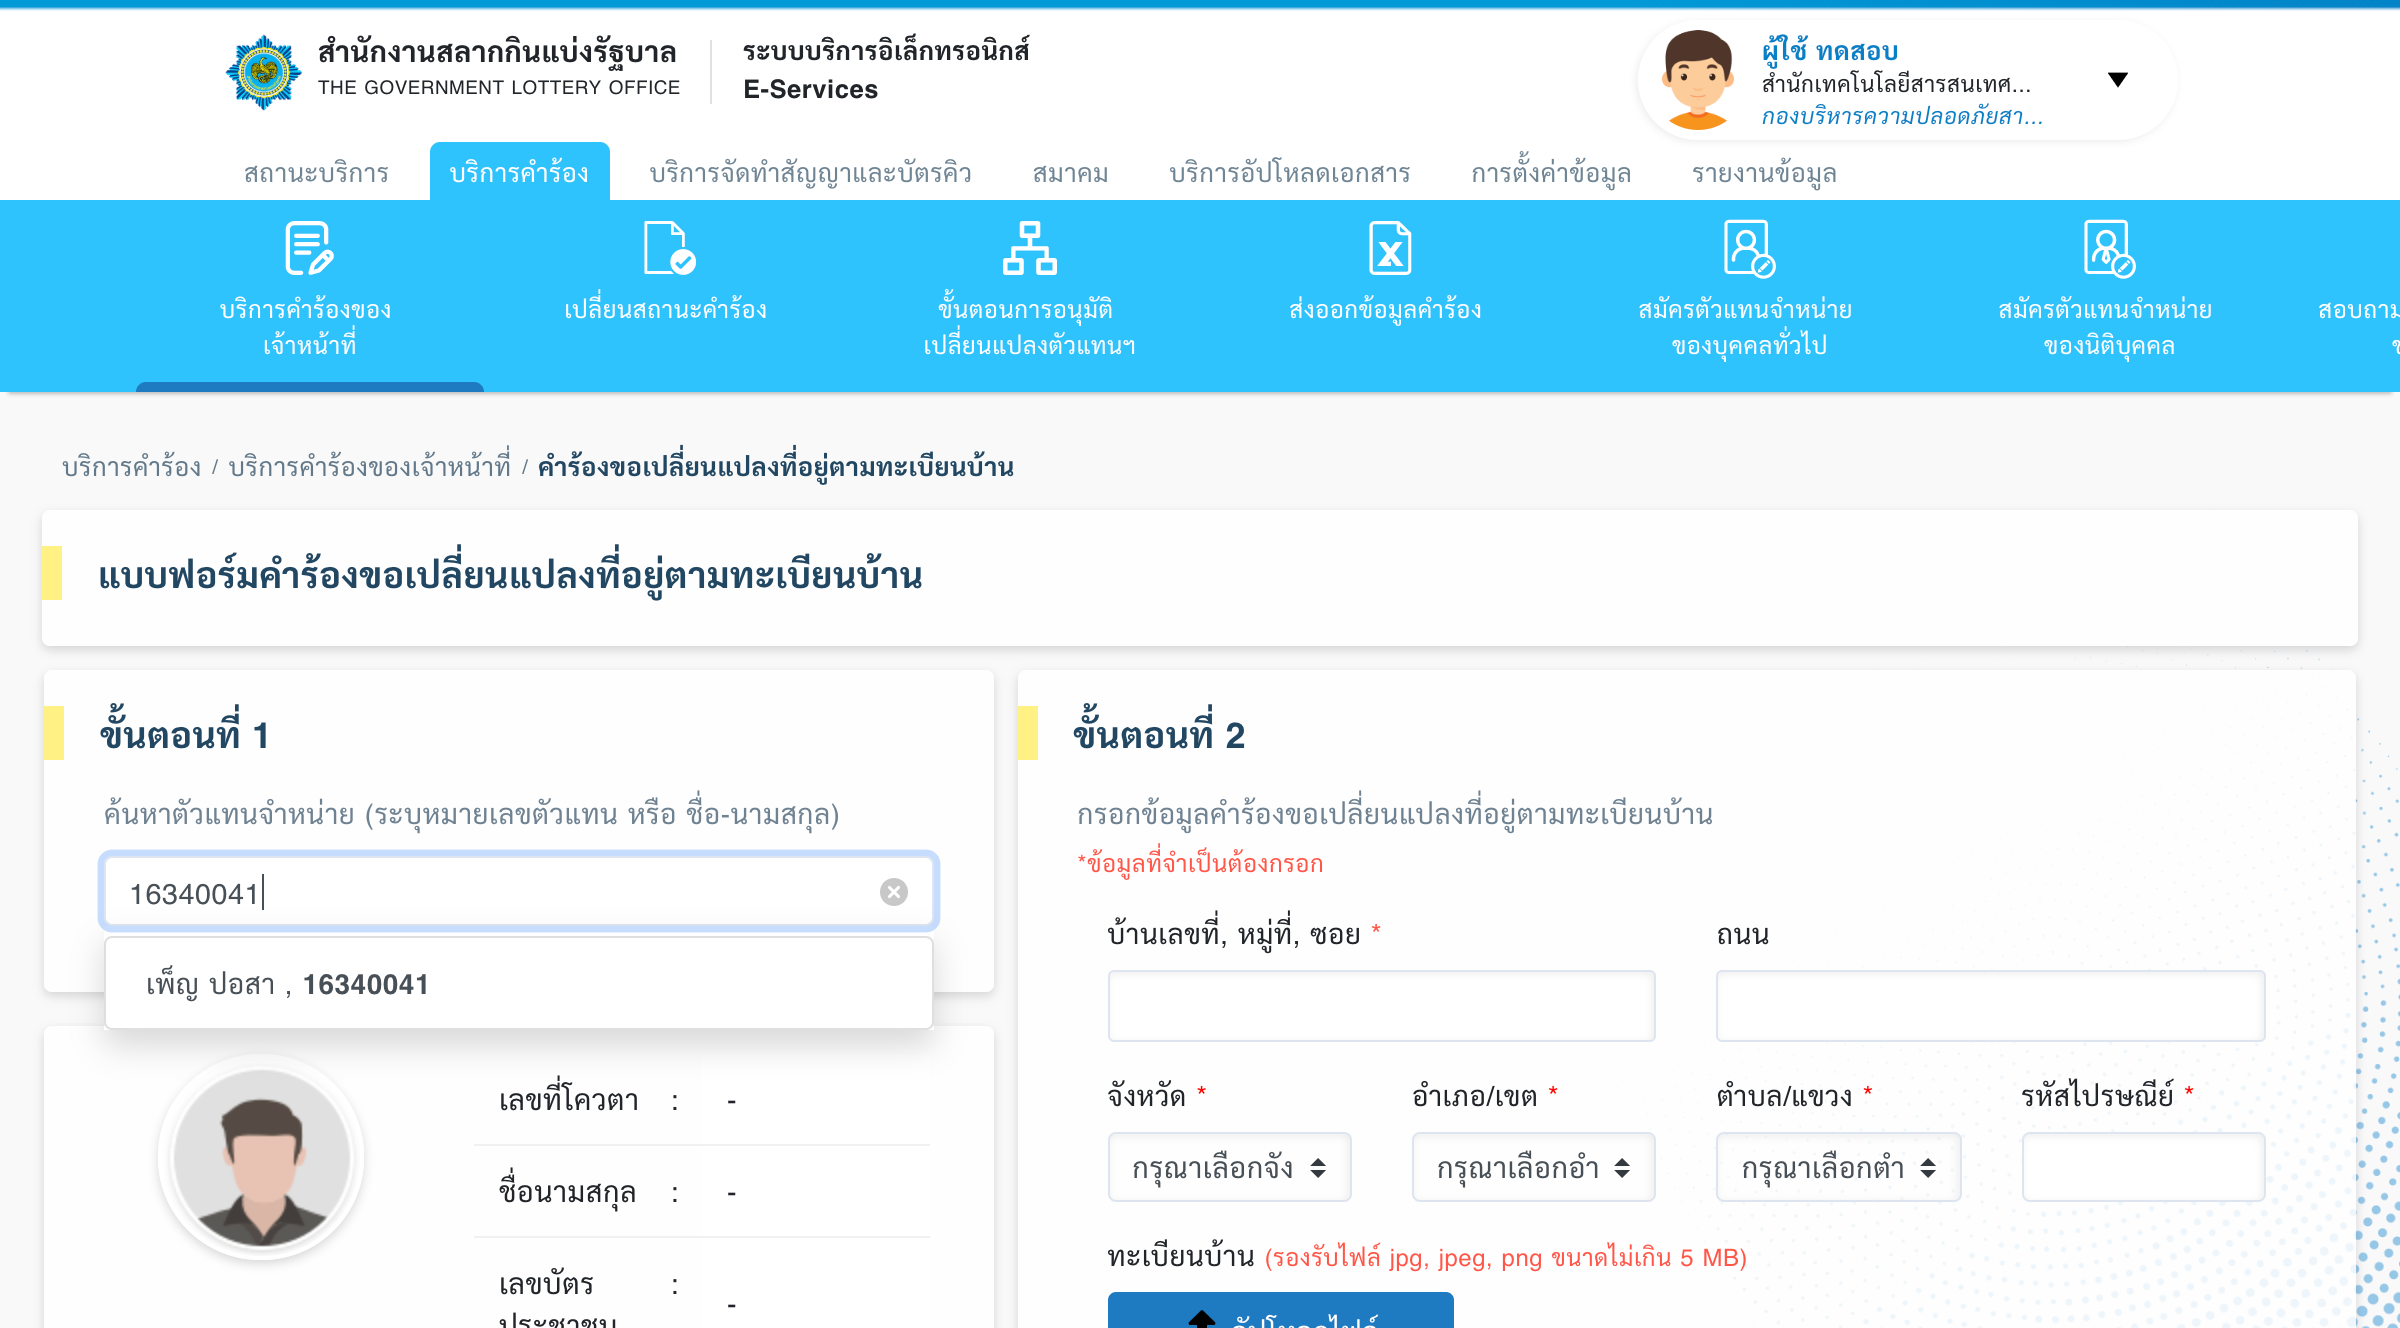 สำนักงานสลากกินแบ่งรัฐบาล
THE GOVERNMENT LOTTERY OFFICE
ระบบบริการอิเล็กทรอนิกส์
E-Services
ผู้ใช้ ทดสอบ
สำนักเทคโนโลยีสารสนเทศ...
กองบริหารความปลอดภัยสา...
สถานะบริการ บริการคำร้อง บริการจัดทำสัญญาและบัตรคิว สมาคม บริการอัปโหลดเอกสาร การตั้งค่าข้อมูล รายงานข้อมูล
บริการคำร้องของ
เจ้าหน้าที่
เปลี่ยนสถานะคำร้อง
ขั้นตอนการอนุมัติ
เปลี่ยนแปลงตัวแทนฯ
ส่งออกข้อมูลคำร้อง
สมัครตัวแทนจำหน่าย
ของบุคคลทั่วไป
สมัครตัวแทนจำหน่าย
ของนิติบุคคล
บริการคำร้อง / บริการคำร้องของเจ้าหน้าที่ / คำร้องขอเปลี่ยนแปลงที่อยู่ตามทะเบียนบ้าน
แบบฟอร์มคำร้องขอเปลี่ยนแปลงที่อยู่ตามทะเบียนบ้าน
ขั้นตอนที่ 1
ค้นหาตัวแทนจำหน่าย (ระบุหมายเลขตัวแทน หรือ ชื่อ-นามสกุล)
16340041
เพ็ญ ปอสา , 16340041
เลขที่โควตา : -
ชื่อนามสกุล : -
เลขบัตร : -
ประชาชน
ขั้นตอนที่ 2
กรอกข้อมูลคำร้องขอเปลี่ยนแปลงที่อยู่ตามทะเบียนบ้าน
*ข้อมูลที่จำเป็นต้องกรอก
บ้านเลขที่, หมู่ที่, ซอย * ถนน
จังหวัด * อำเภอ/เขต * ตำบล/แขวง * รหัสไปรษณีย์ *
กรุณาเลือกจัง กรุณาเลือกอำ กรุณาเลือกตำ
ทะเบียนบ้าน (รองรับไฟล์ jpg, jpeg, png ขนาดไม่เกิน 5 MB)
อัปโหลดไฟล์